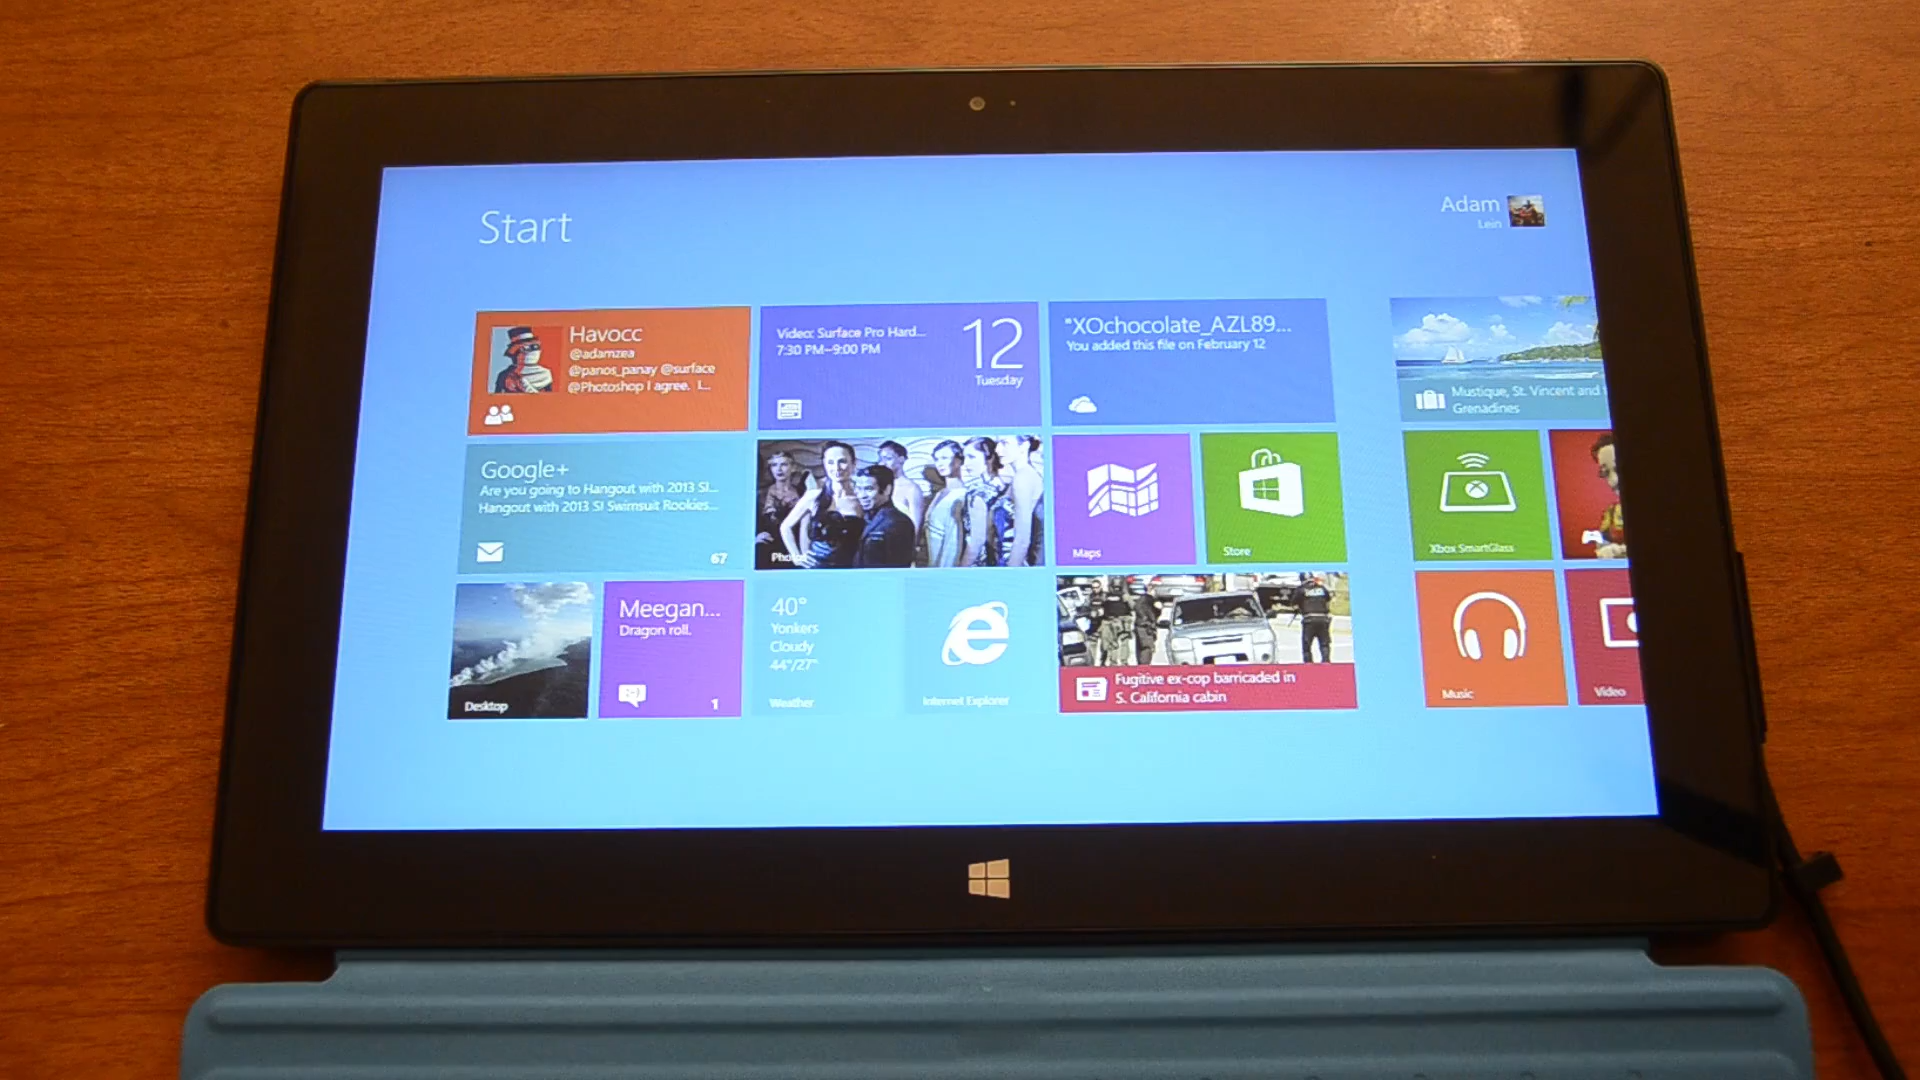 Start
Adam
Lein
Havocc
@adamzea
@panos_panay @surface
@Photoshop I agree. I...
Video: Surface Pro Hard...
7:30 PM–9:00 PM
12
Tuesday
"XOchocolate_AZL89...
You added this file on February 12
Mustique, St. Vincent and
Grenadines
Google+
Are you going to Hangout with 2013 SI...
Hangout with 2013 SI Swimsuit Rookies...
67
Photos
Maps
Store
Xbox SmartGlass
Desktop
Meegan...
Dragon roll.
:-)
1
40°
Yonkers
Cloudy
44°/27°
Weather
Internet Explorer
Fugitive ex-cop barricaded in
S. California cabin
Music
Video